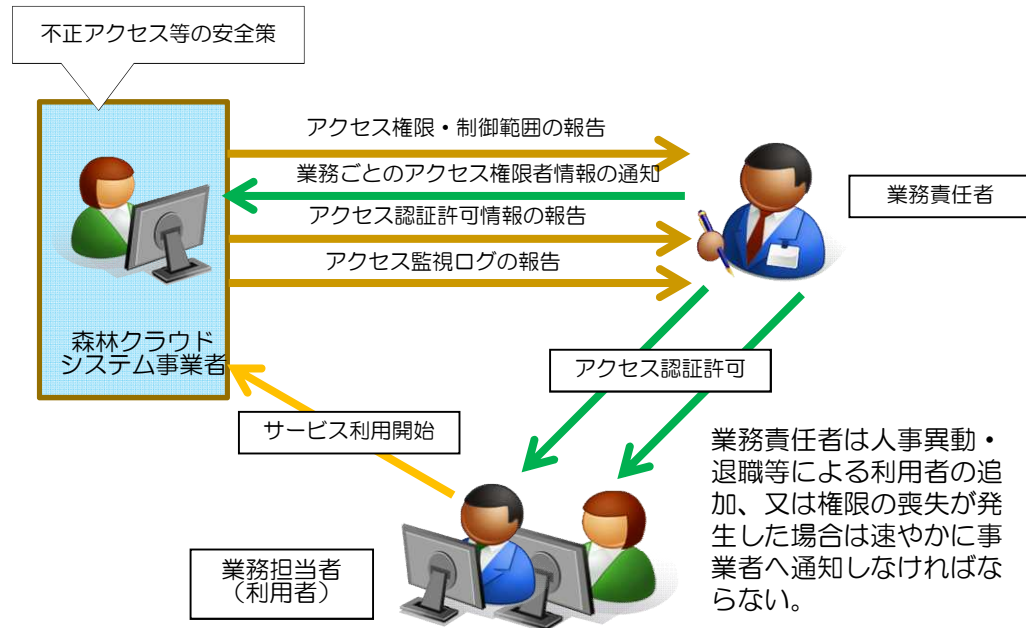 不正アクセス等の安全策
アクセス権限・制御範囲の報告
業務ごとのアクセス権限者情報の通知
アクセス認証許可情報の報告
アクセス監視ログの報告
業務責任者
森林クラウド
システム事業者
アクセス認証許可
サービス利用開始
業務担当者
（利用者）
業務責任者は人事異動・
退職等による利用者の追
加、又は権限の喪失が発
生した場合は速やかに事
業者へ通知しなければな
らない。